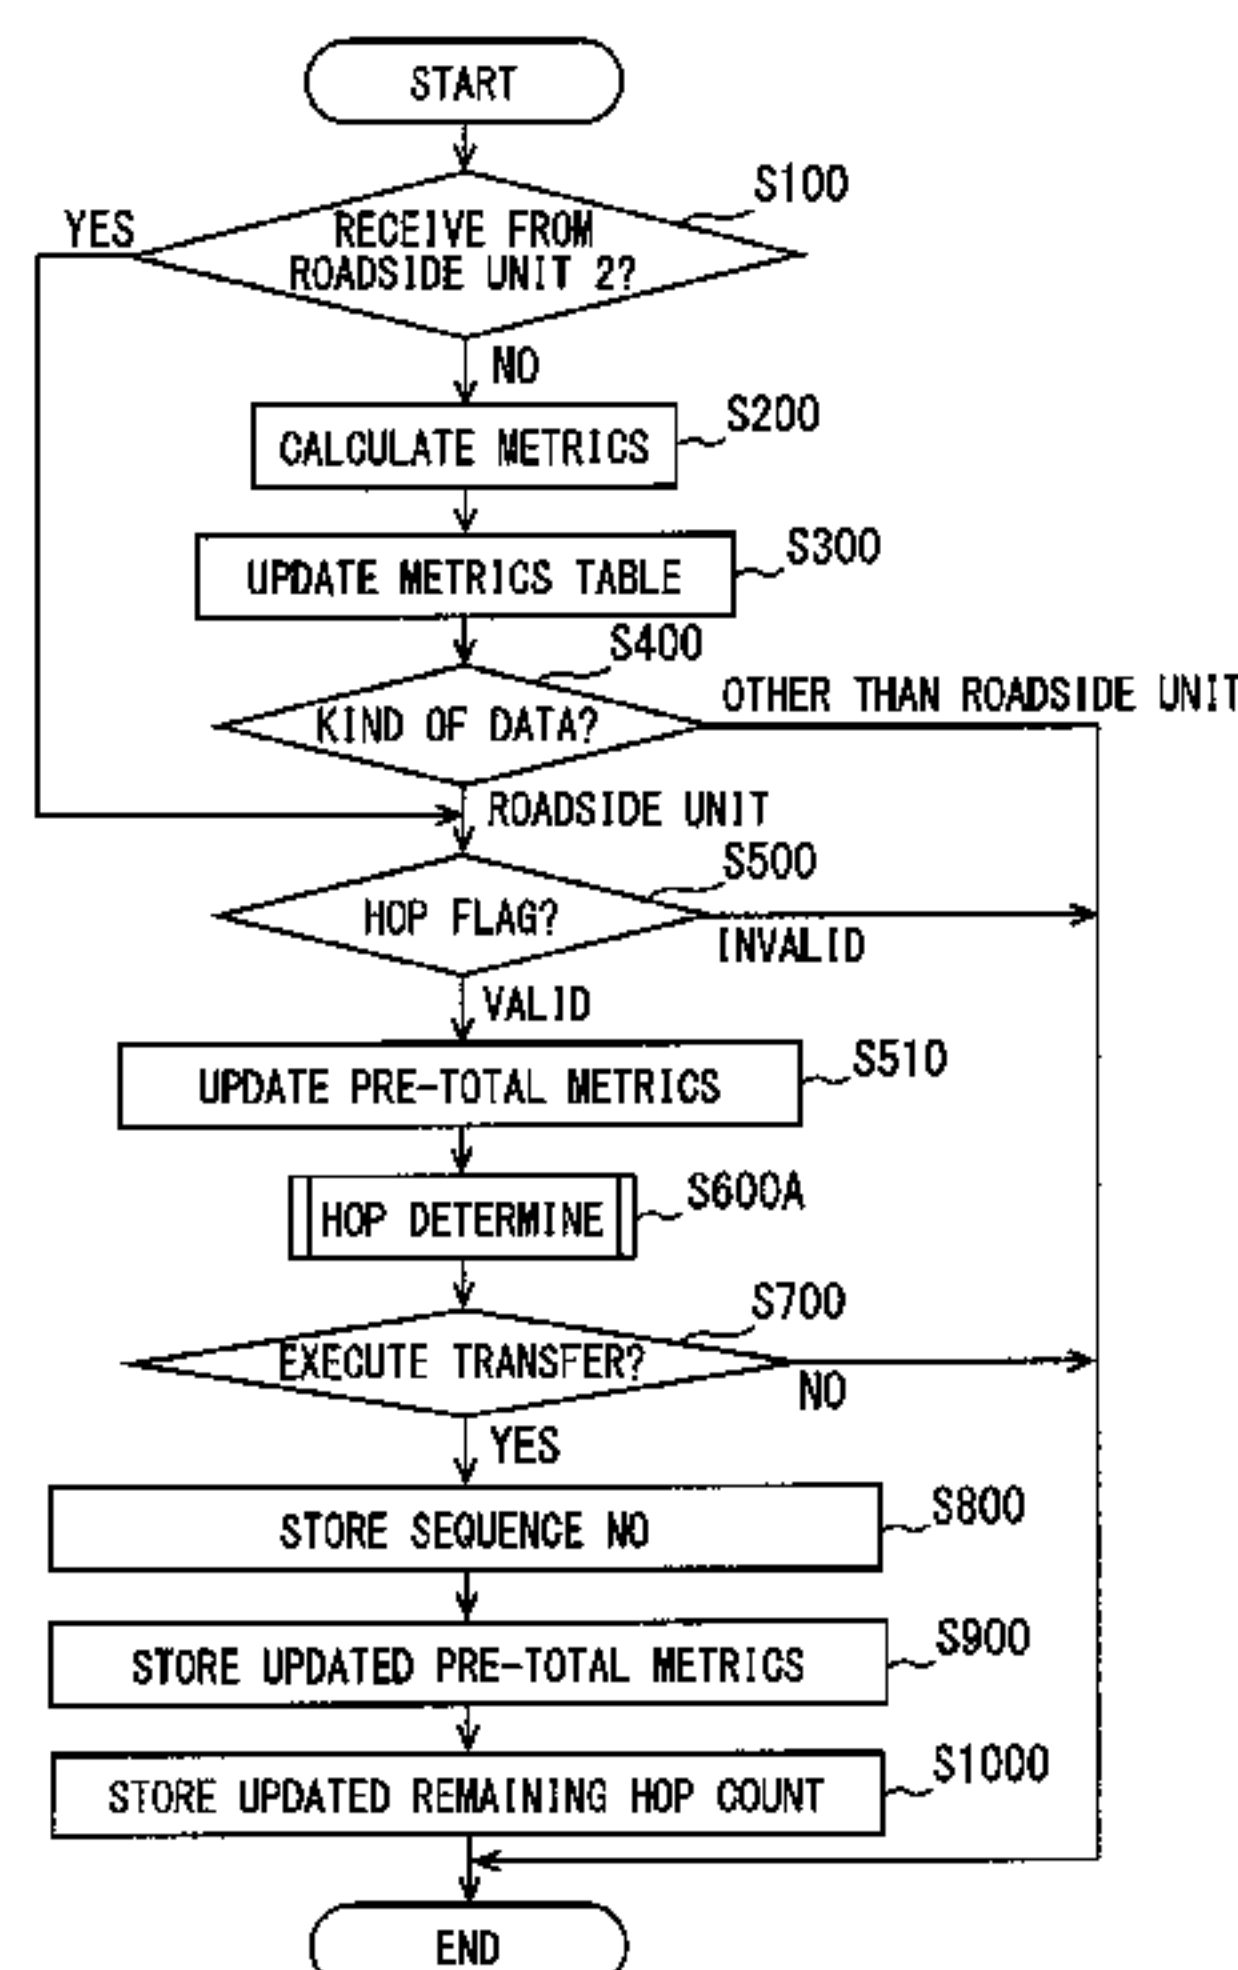 START
S100
YES
RECEIVE FROM
ROADSIDE UNIT 2?
NO
S200
CALCULATE METRICS
S300
UPDATE METRICS TABLE
S400
OTHER THAN ROADSIDE UNIT
KIND OF DATA?
ROADSIDE UNIT
S500
HOP FLAG?
INVALID
VALID
S510
UPDATE PRE-TOTAL METRICS
S600A
HOP DETERMINE
S700
EXECUTE TRANSFER?
NO
YES
S800
STORE SEQUENCE NO
S900
STORE UPDATED PRE-TOTAL METRICS
S1000
STORE UPDATED REMAINING HOP COUNT
END